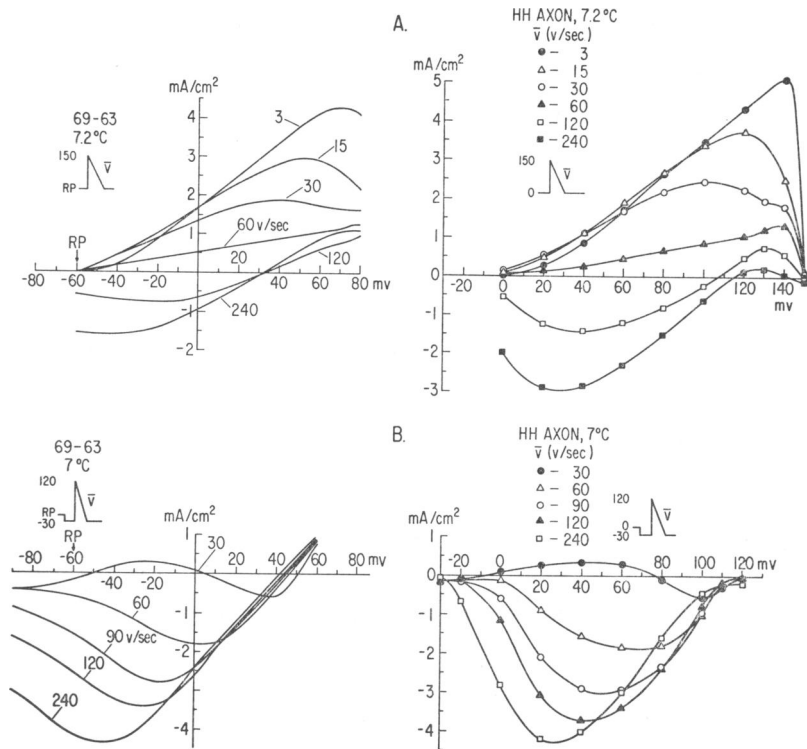 A.
69-63
7.2 °C
150
V̄
RP
mA/cm²
4
3
2
1
0
-1
-2
3
15
30
60 v/sec
20
120
240
RP
-80 -60 -40 -20 0 20 40 60 80
mv
HH AXON, 7.2°C
V̄ (v/sec)
3
15
30
60
120
240
150
V̄
0
mA/cm²
5
4
3
2
1
0
-1
-2
-3
-20 0 20 40 60 80 100 120 140
mv
B.
69-63
7 °C
120
V̄
RP
-30
RP
mA/cm²
1
-1
-2
-3
-4
-80 -40 -20 0 20 40 60 80
mv
30
60
90 v/sec
120
240
HH AXON, 7°C
V̄ (v/sec)
30
60
90
120
240
120
V̄
0
-30
mA/cm²
1
0
-1
-2
-3
-4
-20 0 20 40 60 80 100 120
mv